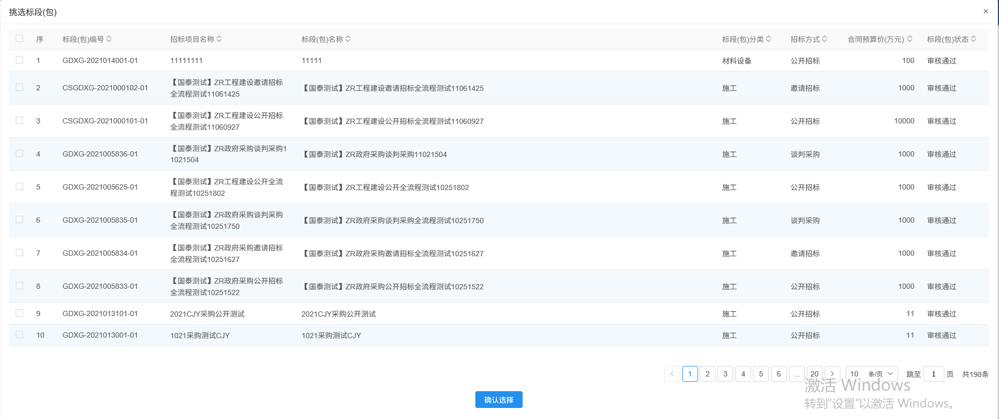 挑选标段(包)
×
序 标段(包)编号 招标项目名称 标段(包)名称 标段(包)分类 招标方式 合同预算价(万元) 标段(包)状态
1 GDXG-2021014001-01 11111111 11111 材料设备 公开招标 100 审核通过
【国泰测试】ZR工程建设邀请招标
2 CSGDXG-2021000102-01 【国泰测试】ZR工程建设邀请招标全流程测试11061425 施工 邀请招标 1000 审核通过
全流程测试11061425
【国泰测试】ZR工程建设公开招标
3 CSGDXG-2021000101-01 【国泰测试】ZR工程建设公开招标全流程测试11060927 施工 公开招标 10000 审核通过
全流程测试11060927
【国泰测试】ZR政府采购谈判采购1
4 GDXG-2021005836-01 【国泰测试】ZR政府采购谈判采购11021504 施工 谈判采购 1000 审核通过
1021504
【国泰测试】ZR工程建设公开全流
5 GDXG-2021005625-01 【国泰测试】ZR工程建设公开全流程测试10251802 施工 公开招标 1000 审核通过
程测试10251802
【国泰测试】ZR政府采购谈判采购
6 GDXG-2021005835-01 【国泰测试】ZR政府采购谈判采购全流程测试10251750 施工 谈判采购 1000 审核通过
全流程测试10251750
【国泰测试】ZR政府采购邀请招标
7 GDXG-2021005834-01 【国泰测试】ZR政府采购邀请招标全流程测试10251627 施工 邀请招标 1000 审核通过
全流程测试10251627
【国泰测试】ZR政府采购公开招标
8 GDXG-2021005833-01 【国泰测试】ZR政府采购公开招标全流程测试10251522 施工 公开招标 1000 审核通过
全流程测试10251522
9 GDXG-2021013101-01 2021CJY采购公开测试 2021CJY采购公开测试 施工 公开招标 11 审核通过
10 GDXG-2021013001-01 1021采购测试CJY 1021采购测试CJY 施工 公开招标 11 审核通过
1 2 3 4 5 6 ... 20 10 条/页 跳至 1 页 共198条
激活 Windows
确认选择
转到"设置"以激活 Windows。